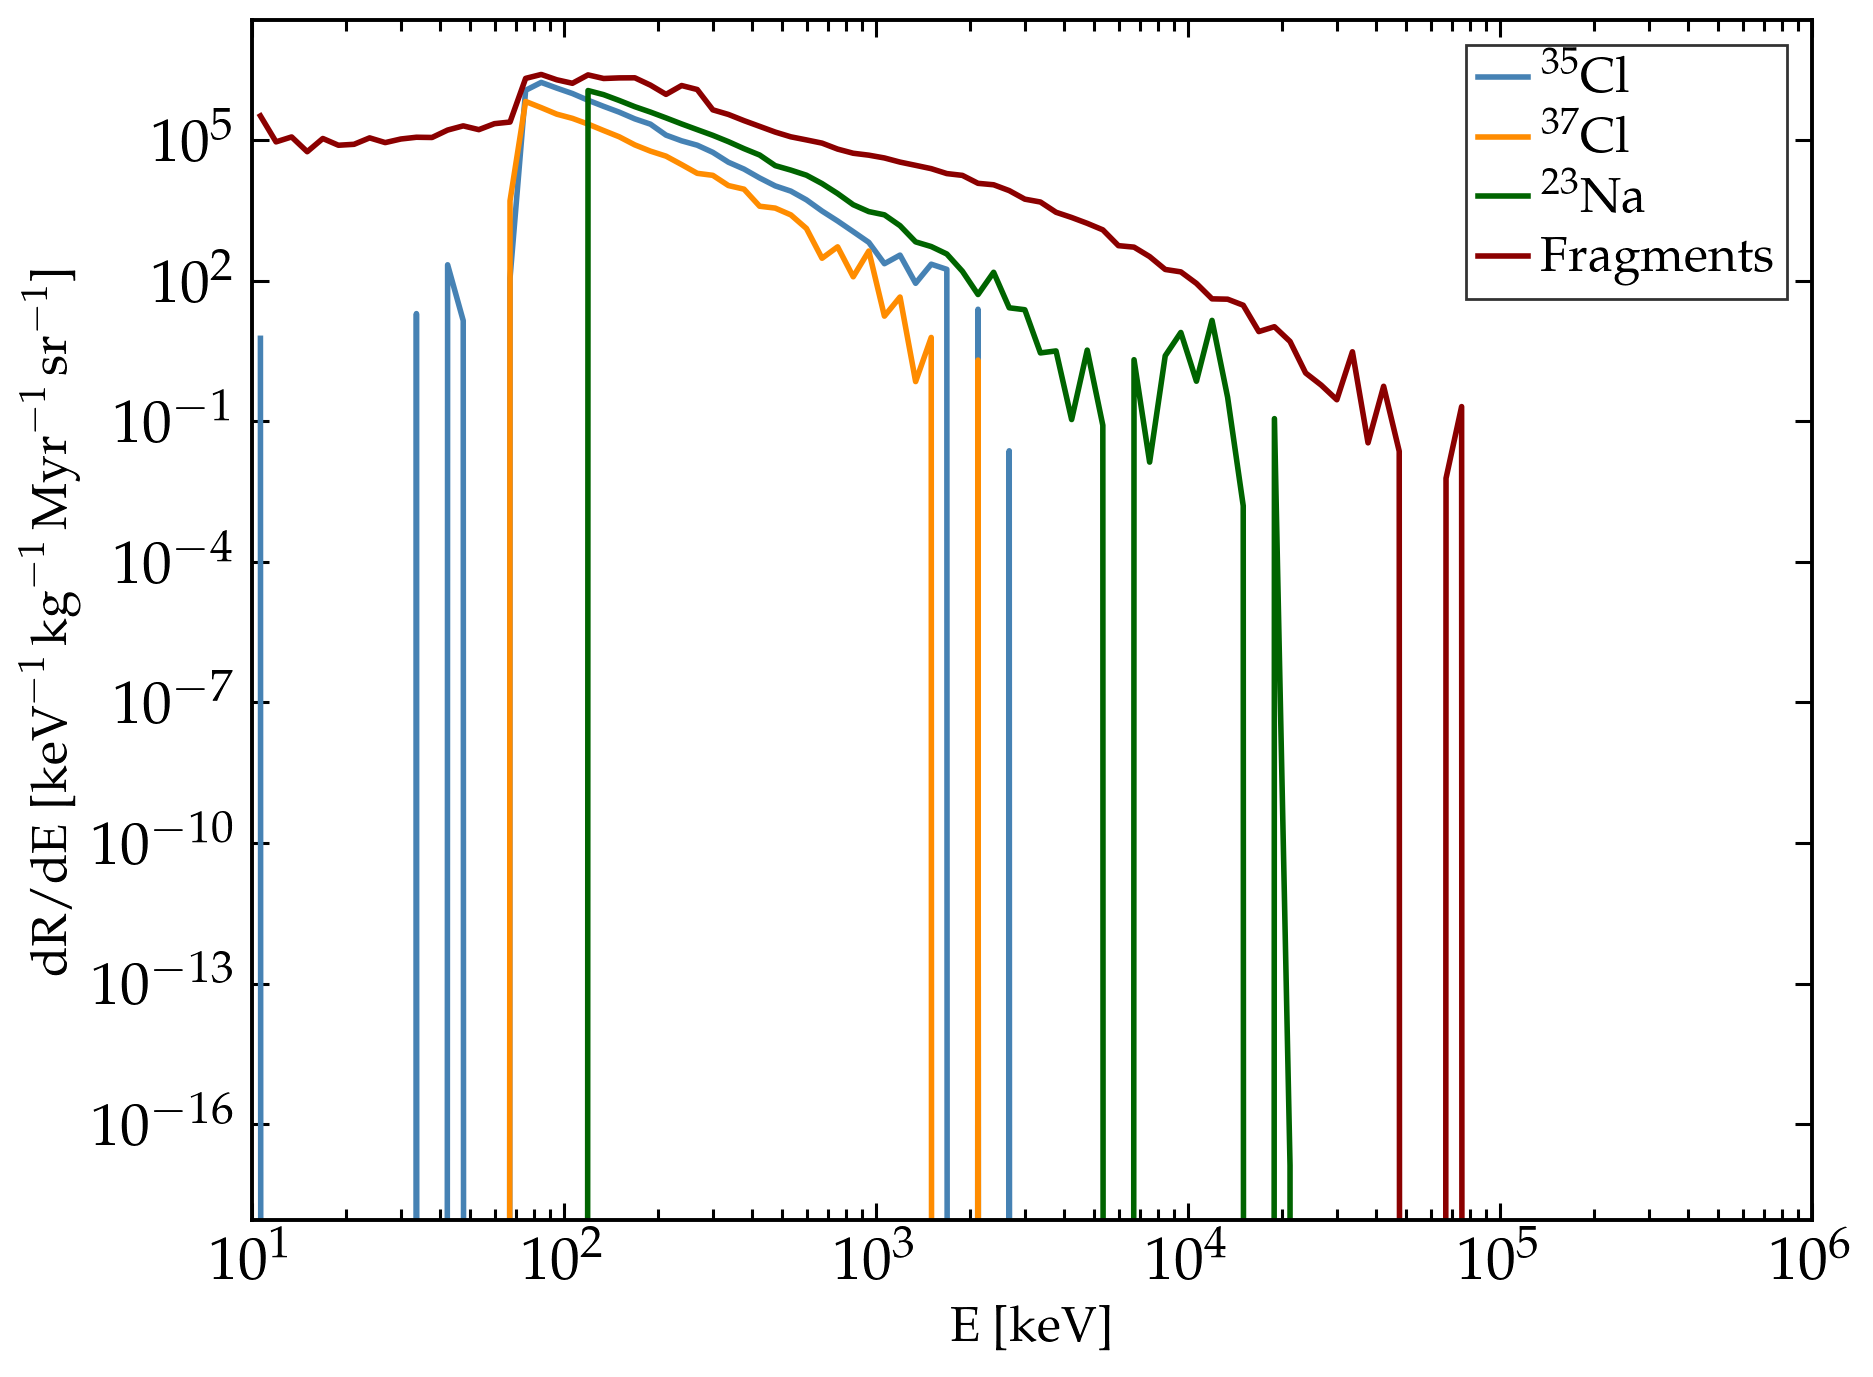 ³⁵Cl
³⁷Cl
²³Na
Fragments
10⁵
10²
10⁻¹
10⁻⁴
10⁻⁷
10⁻¹⁰
10⁻¹³
10⁻¹⁶
dR/dE [keV⁻¹ kg⁻¹ Myr⁻¹ sr⁻¹]
10¹ 10² 10³ 10⁴ 10⁵ 10⁶
E [keV]